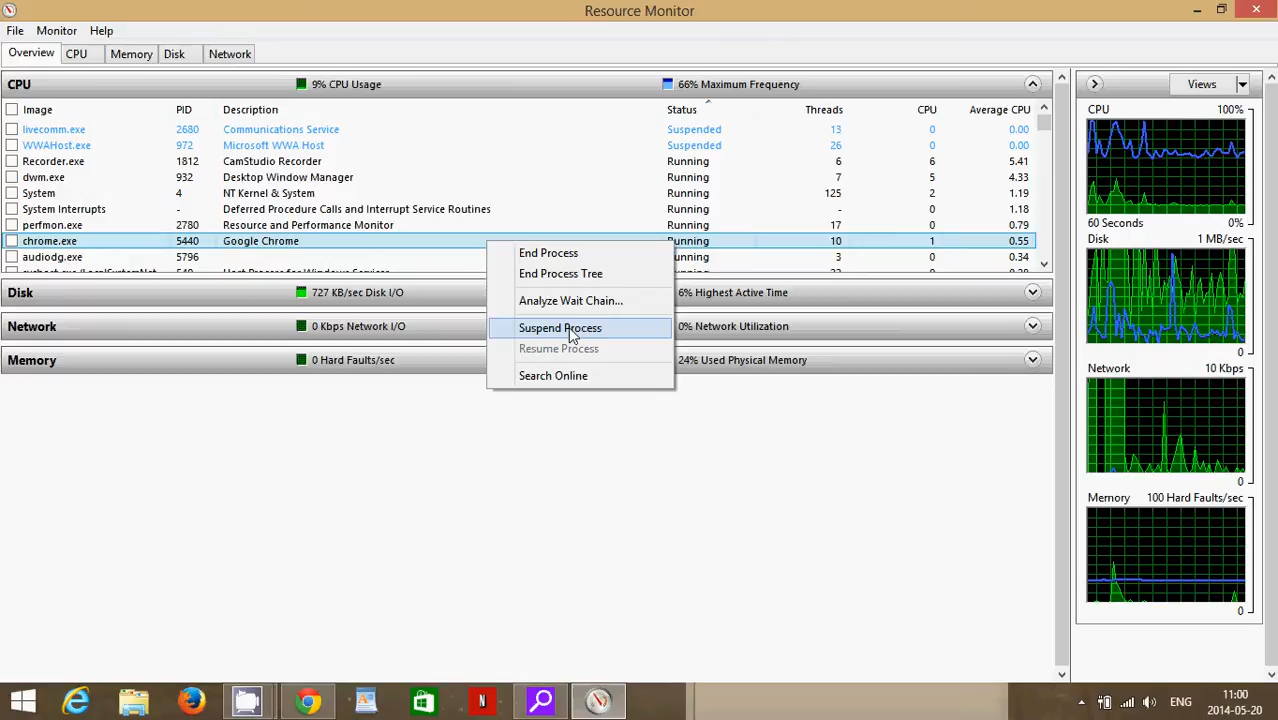 Resource Monitor
File Monitor Help
Overview CPU Memory Disk Network
CPU 9% CPU Usage 66% Maximum Frequency
Image PID Description Status Threads CPU Average CPU
livecomm.exe 2680 Communications Service Suspended 13 0 0.00
WWAHost.exe 972 Microsoft WWA Host Suspended 26 0 0.00
Recorder.exe 1812 CamStudio Recorder Running 6 6 5.41
dwm.exe 932 Desktop Window Manager Running 7 5 4.33
System 4 NT Kernel & System Running 125 2 1.19
System Interrupts - Deferred Procedure Calls and Interrupt Service Routines Running - 0 1.18
perfmon.exe 2780 Resource and Performance Monitor Running 17 0 0.79
chrome.exe 5440 Google Chrome Running 10 1 0.55
audiodg.exe 5796 Running 3 0 0.34
End Process
End Process Tree
Analyze Wait Chain...
Suspend Process
Resume Process
Search Online
Disk 727 KB/sec Disk I/O 6% Highest Active Time
Network 0 Kbps Network I/O 0% Network Utilization
Memory 0 Hard Faults/sec 24% Used Physical Memory
Views
CPU 100%
60 Seconds 0%
Disk 1 MB/sec
0
Network 10 Kbps
0
Memory 100 Hard Faults/sec
0
N
ENG
11:00
2014-05-20